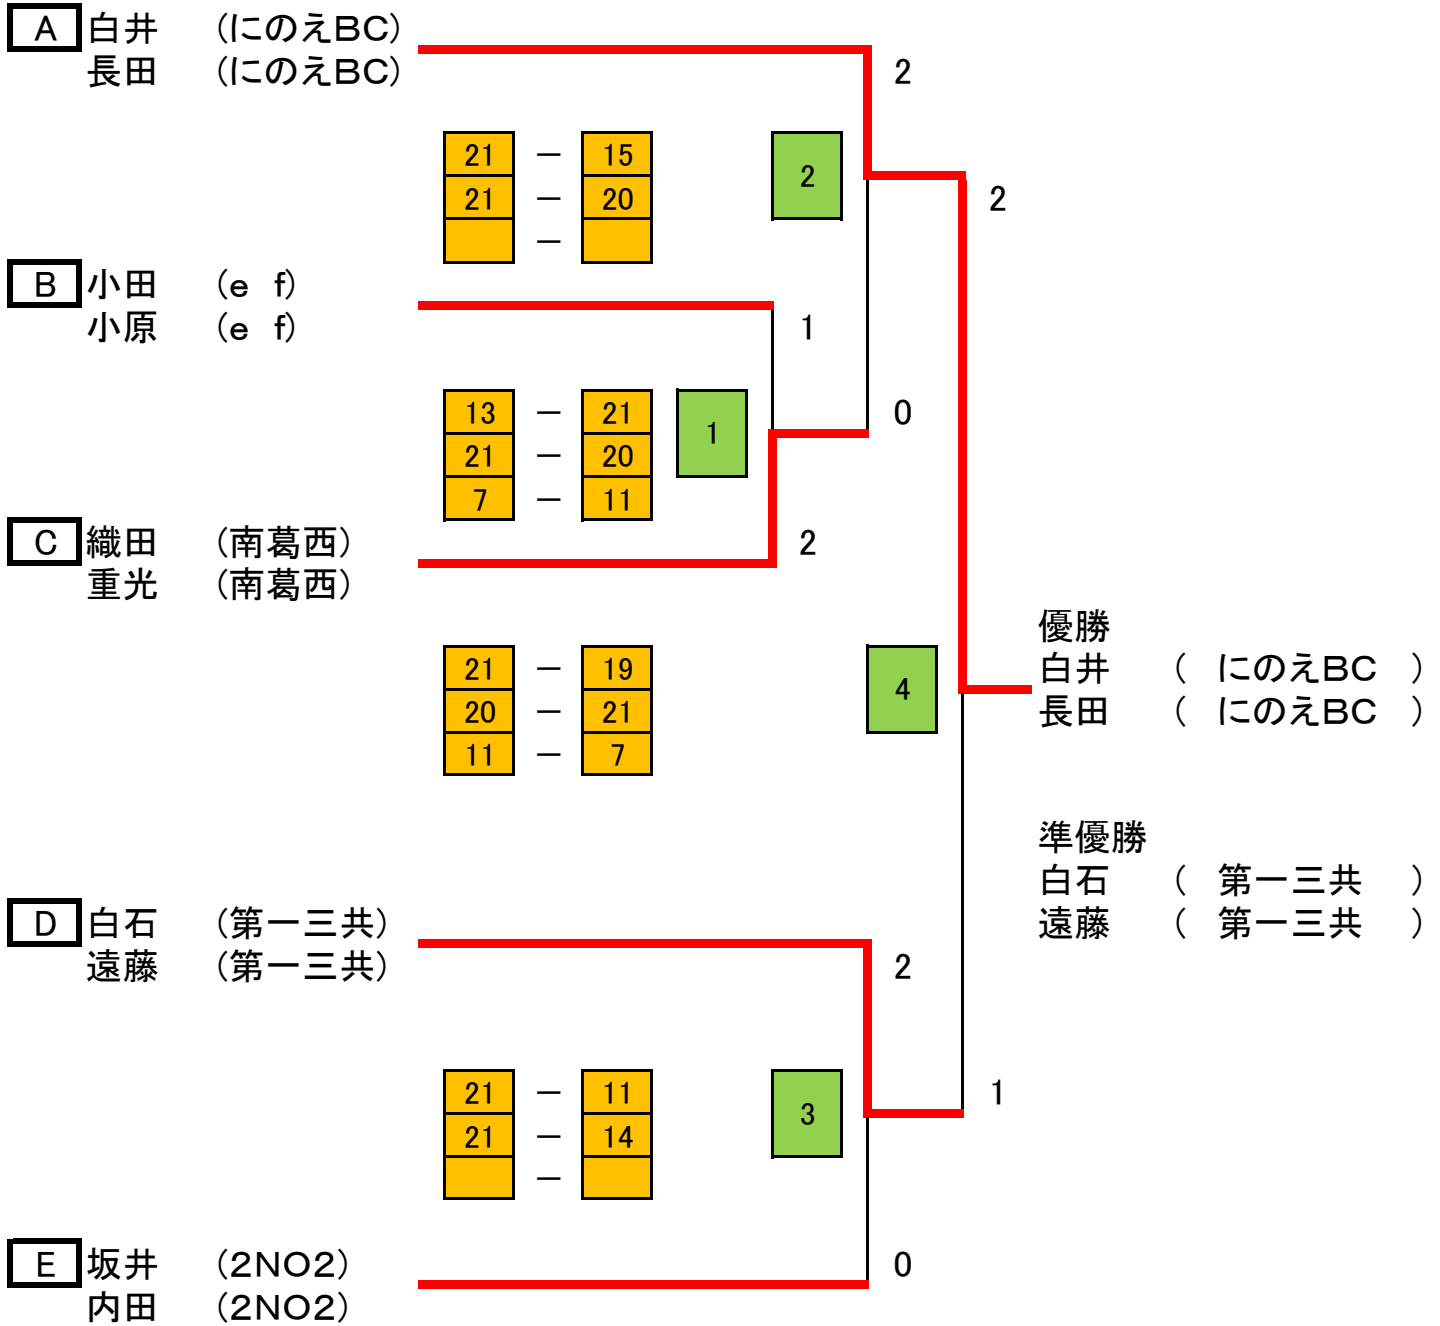 A 白井 (にのえBC)
長田 (にのえBC)
2
21 － 15
21 － 20
－
2
2
B 小田 (e f)
小原 (e f)
1
13 － 21
21 － 20
7 － 11
1
0
C 織田 (南葛西)
重光 (南葛西)
2
21 － 19
20 － 21
11 － 7
4
優勝
白井 ( にのえBC )
長田 ( にのえBC )
準優勝
白石 ( 第一三共 )
遠藤 ( 第一三共 )
D 白石 (第一三共)
遠藤 (第一三共)
2
21 － 11
21 － 14
－
3
1
E 坂井 (2NO2)
内田 (2NO2)
0